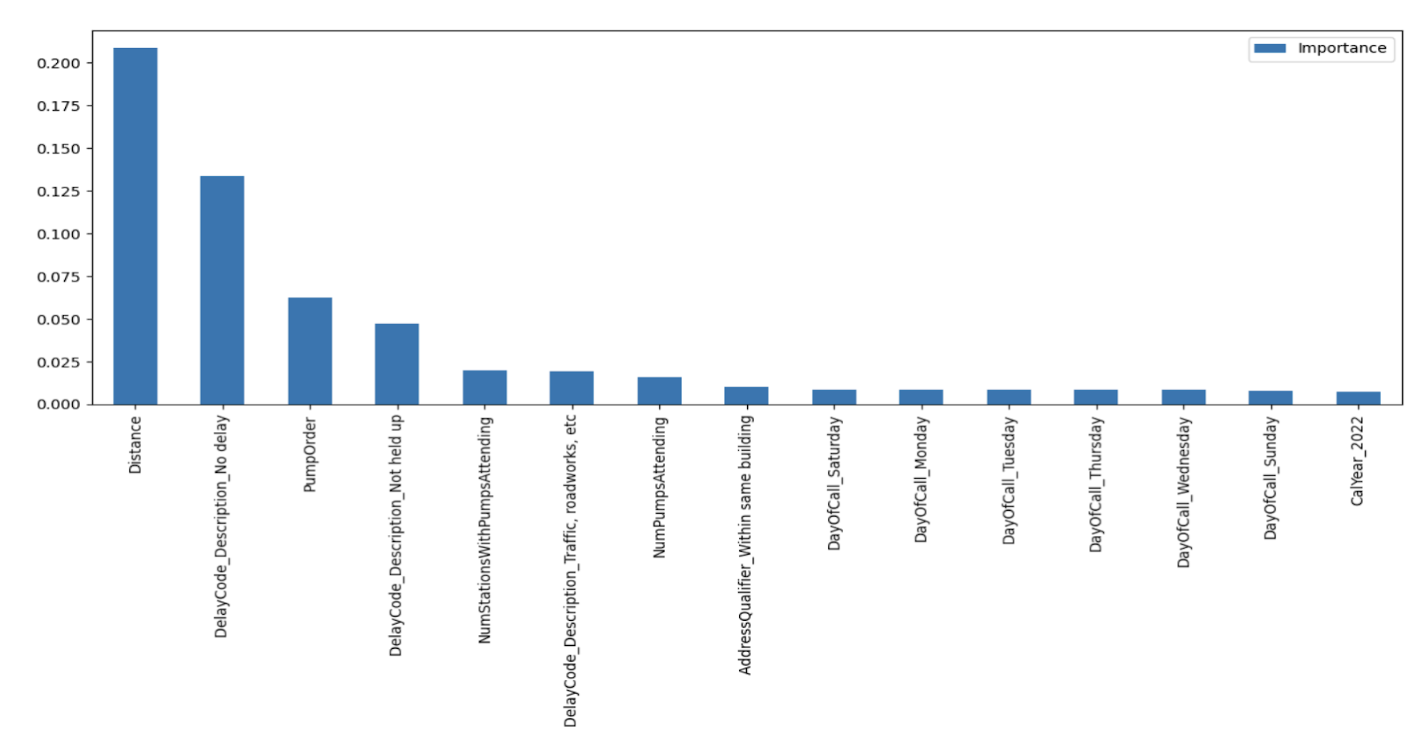 Importance
0.200
0.175
0.150
0.125
0.100
0.075
0.050
0.025
0.000
Distance
DelayCode_Description_No delay
PumpOrder
DelayCode_Description_Not held up
NumStationsWithPumpsAttending
DelayCode_Description_Traffic, roadworks, etc
NumPumpsAttending
AddressQualifier_Within same building
DayOfCall_Saturday
DayOfCall_Monday
DayOfCall_Tuesday
DayOfCall_Thursday
DayOfCall_Wednesday
DayOfCall_Sunday
CalYear_2022